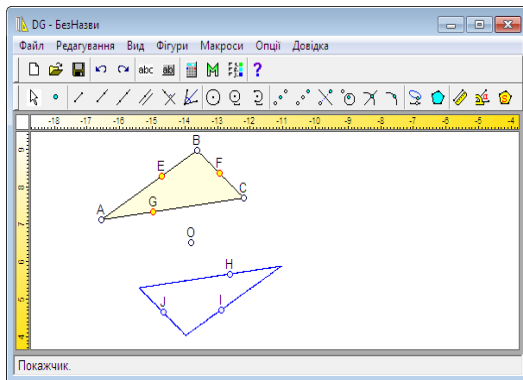 DG - БезНазви
Файл Редагування Вид Фігури Макроси Опції Довідка
abc ab M ?
-18 -17 -16 -15 -14 -13 -12 -11 -10 -9 -8 -7 -6 -5 -4
9
8
7
6
5
4
B
E F
C
A G
O
H
J I
Покажчик.